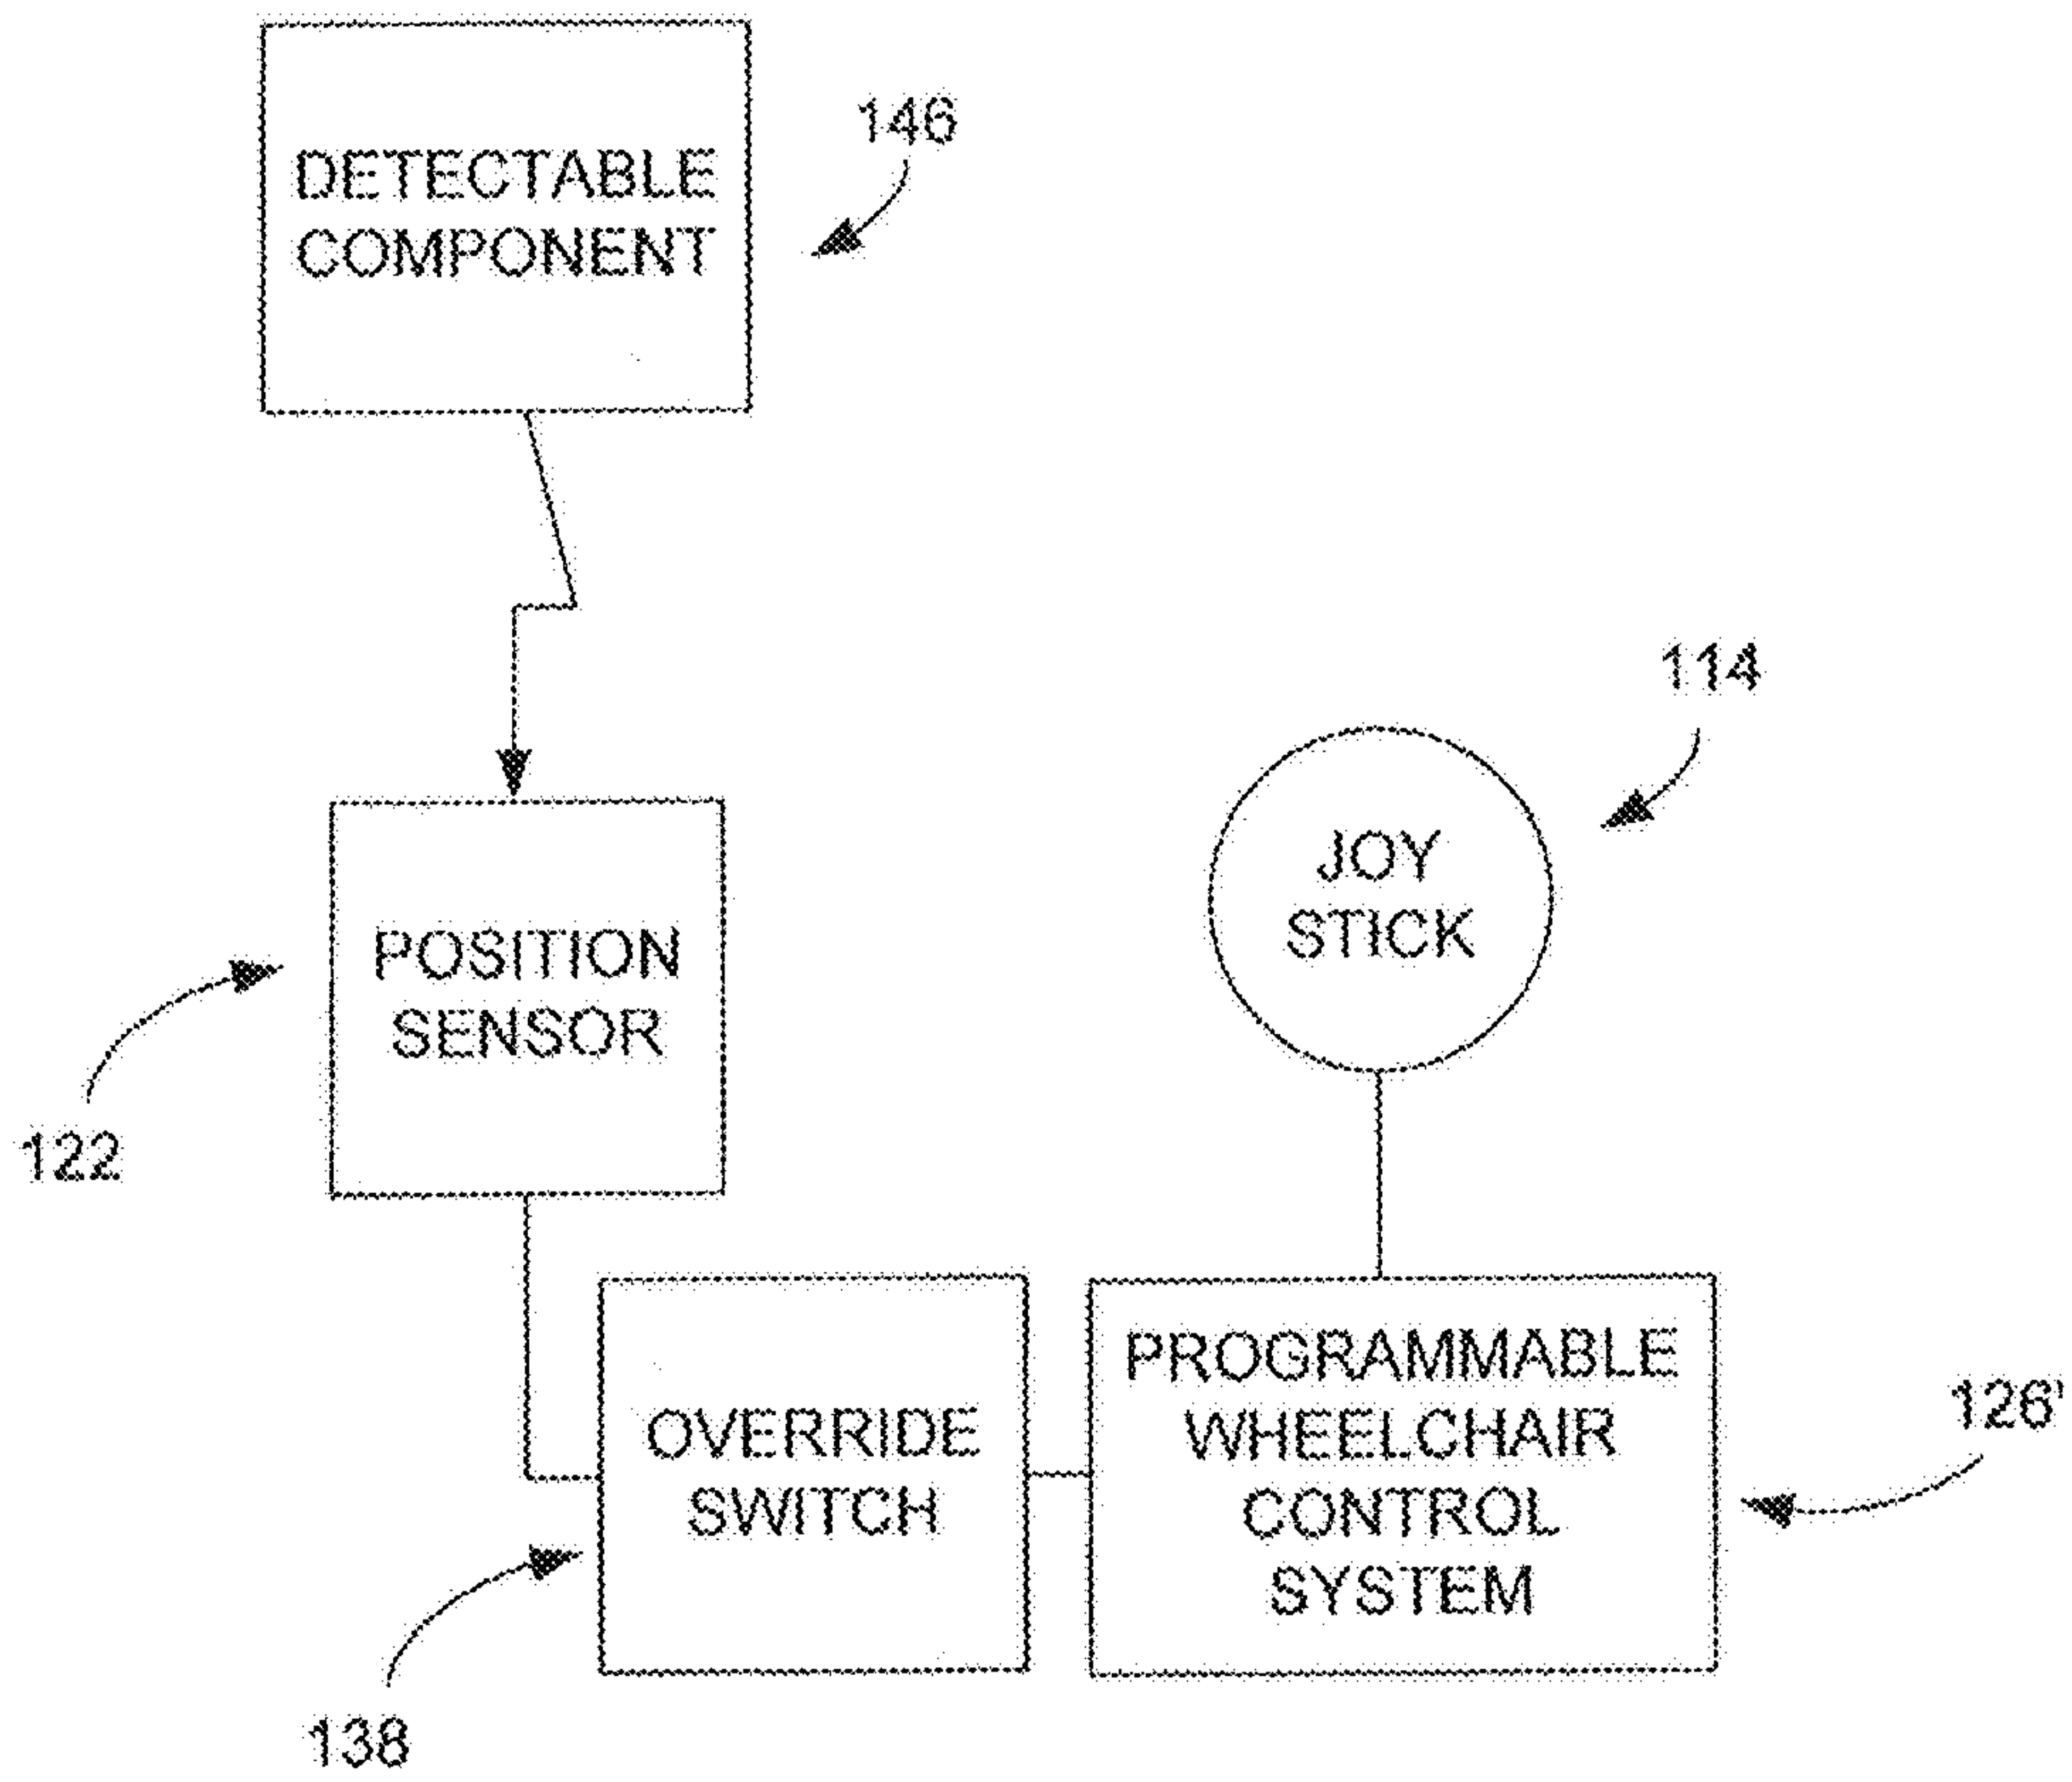 146
DETECTABLE
COMPONENT
114
JOY
STICK
POSITION
SENSOR
122
PROGRAMMABLE
WHEELCHAIR
CONTROL
SYSTEM
126'
OVERRIDE
SWITCH
138